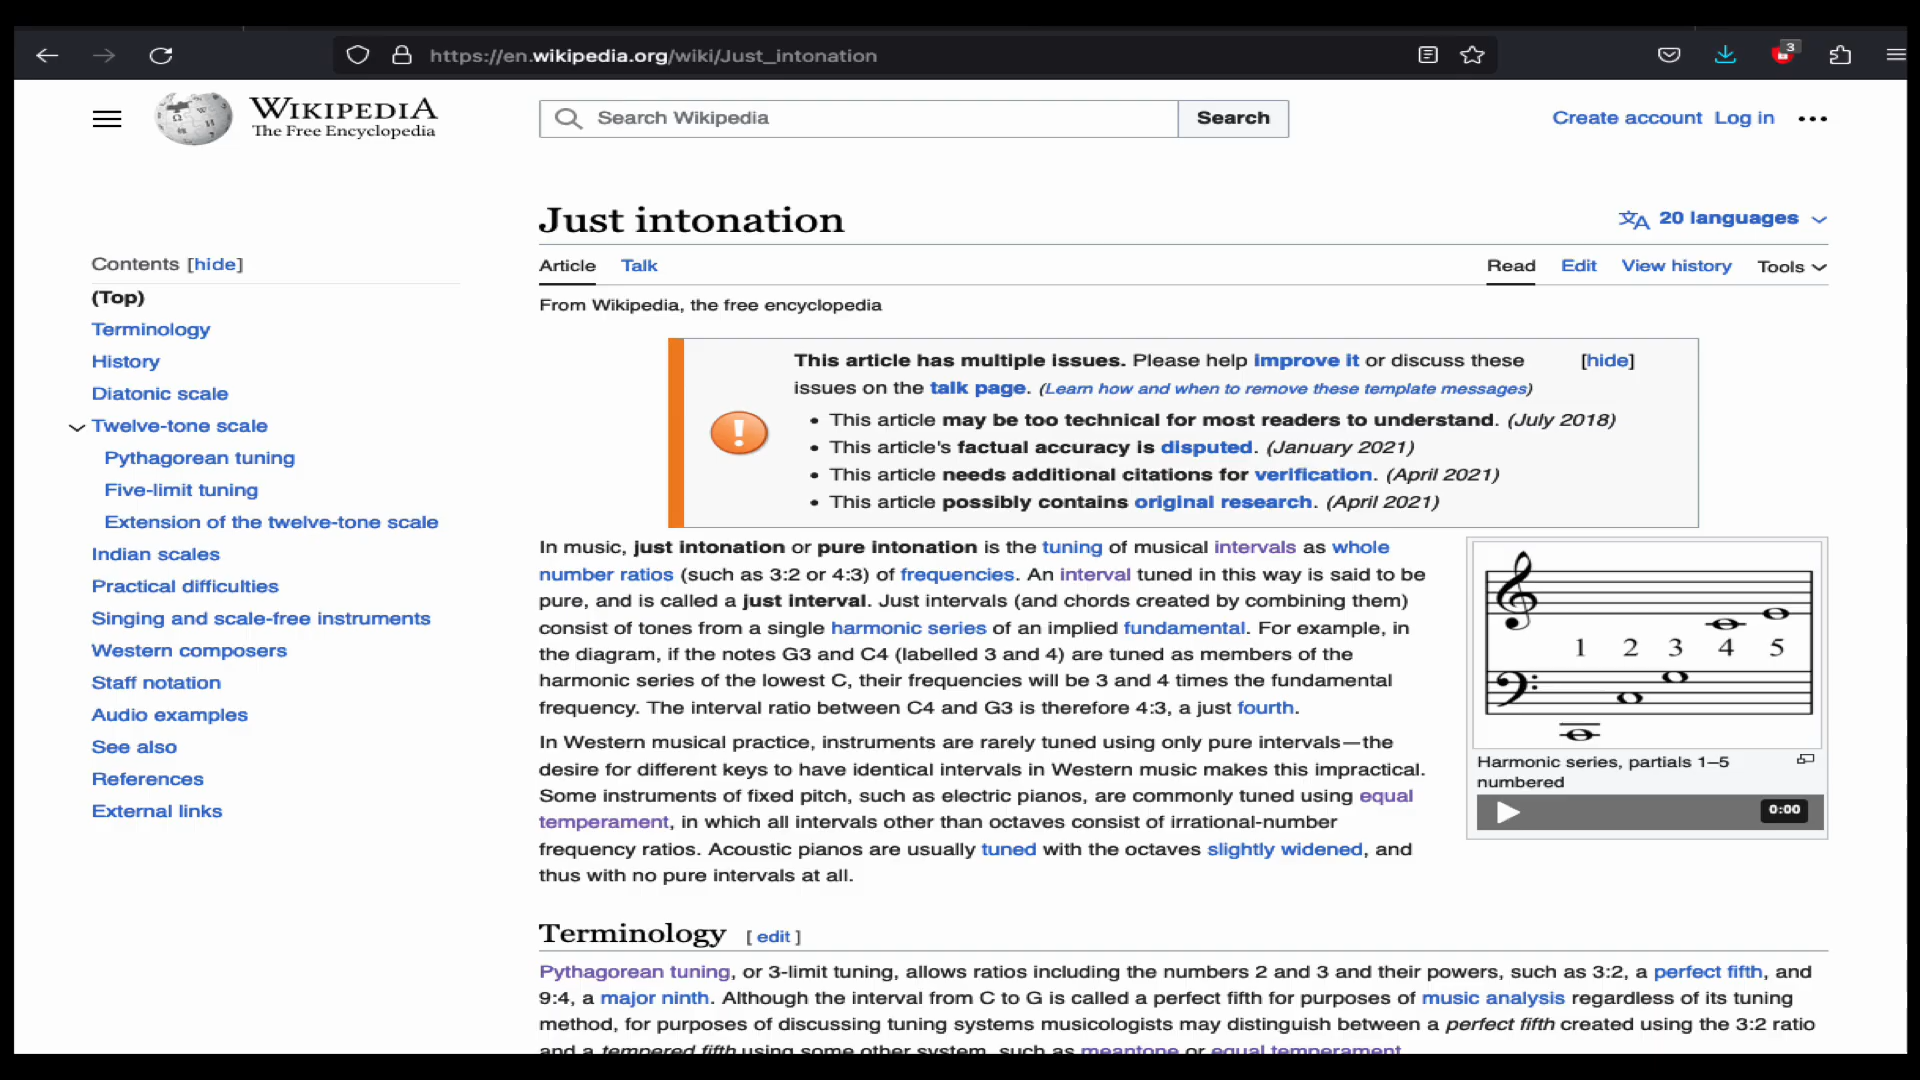 https://en.wikipedia.org/wiki/Just_intonation
3
WIKIPEDIA
The Free Encyclopedia
Search Wikipedia
Search
Create account Log in
Just intonation
20 languages
Contents [hide]
(Top)
Terminology
History
Diatonic scale
Twelve-tone scale
Pythagorean tuning
Five-limit tuning
Extension of the twelve-tone scale
Indian scales
Practical difficulties
Singing and scale-free instruments
Western composers
Staff notation
Audio examples
See also
References
External links
Article Talk
Read Edit View history Tools
From Wikipedia, the free encyclopedia
This article has multiple issues. Please help improve it or discuss these [hide]
issues on the talk page. (Learn how and when to remove these template messages)
• This article may be too technical for most readers to understand. (July 2018)
• This article's factual accuracy is disputed. (January 2021)
• This article needs additional citations for verification. (April 2021)
• This article possibly contains original research. (April 2021)
In music, just intonation or pure intonation is the tuning of musical intervals as whole
number ratios (such as 3:2 or 4:3) of frequencies. An interval tuned in this way is said to be
pure, and is called a just interval. Just intervals (and chords created by combining them)
consist of tones from a single harmonic series of an implied fundamental. For example, in
the diagram, if the notes G3 and C4 (labelled 3 and 4) are tuned as members of the
harmonic series of the lowest C, their frequencies will be 3 and 4 times the fundamental
frequency. The interval ratio between C4 and G3 is therefore 4:3, a just fourth.
1 2 3 4 5
Harmonic series, partials 1–5
numbered
0:00
In Western musical practice, instruments are rarely tuned using only pure intervals—the
desire for different keys to have identical intervals in Western music makes this impractical.
Some instruments of fixed pitch, such as electric pianos, are commonly tuned using equal
temperament, in which all intervals other than octaves consist of irrational-number
frequency ratios. Acoustic pianos are usually tuned with the octaves slightly widened, and
thus with no pure intervals at all.
Terminology [ edit ]
Pythagorean tuning, or 3-limit tuning, allows ratios including the numbers 2 and 3 and their powers, such as 3:2, a perfect fifth, and
9:4, a major ninth. Although the interval from C to G is called a perfect fifth for purposes of music analysis regardless of its tuning
method, for purposes of discussing tuning systems musicologists may distinguish between a perfect fifth created using the 3:2 ratio
and a tempered fifth using some other system, such as meantone or equal temperament.